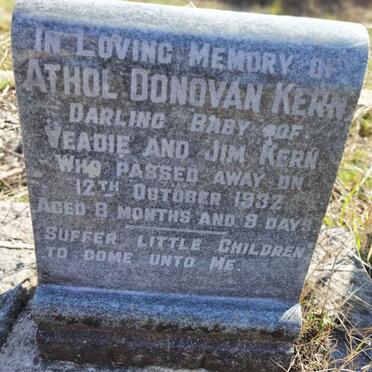 IN LOVING MEMORY OF
ATHOL DONOVAN KERN
DARLING BABY OF
VEADIE AND JIM KERN
WHO PASSED AWAY ON
12TH OCTOBER 1932
AGED 8 MONTHS AND 9 DAYS
SUFFER LITTLE CHILDREN
TO COME UNTO ME.